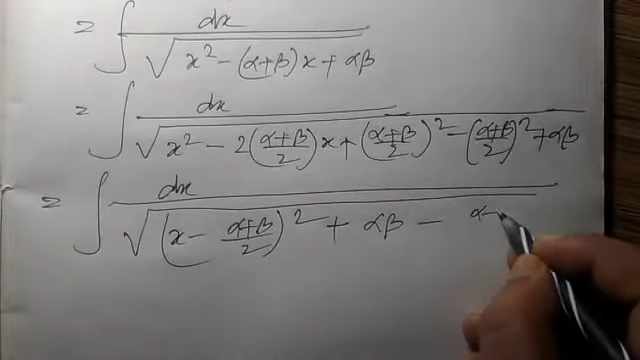 = ∫ dx / √(x² - (α+β)x + αβ)
= ∫ dx / √(x² - 2((α+β)/2)x + ((α+β)/2)² - ((α+β)/2)² + αβ)
= ∫ dx / √((x - (α+β)/2)² + αβ - α